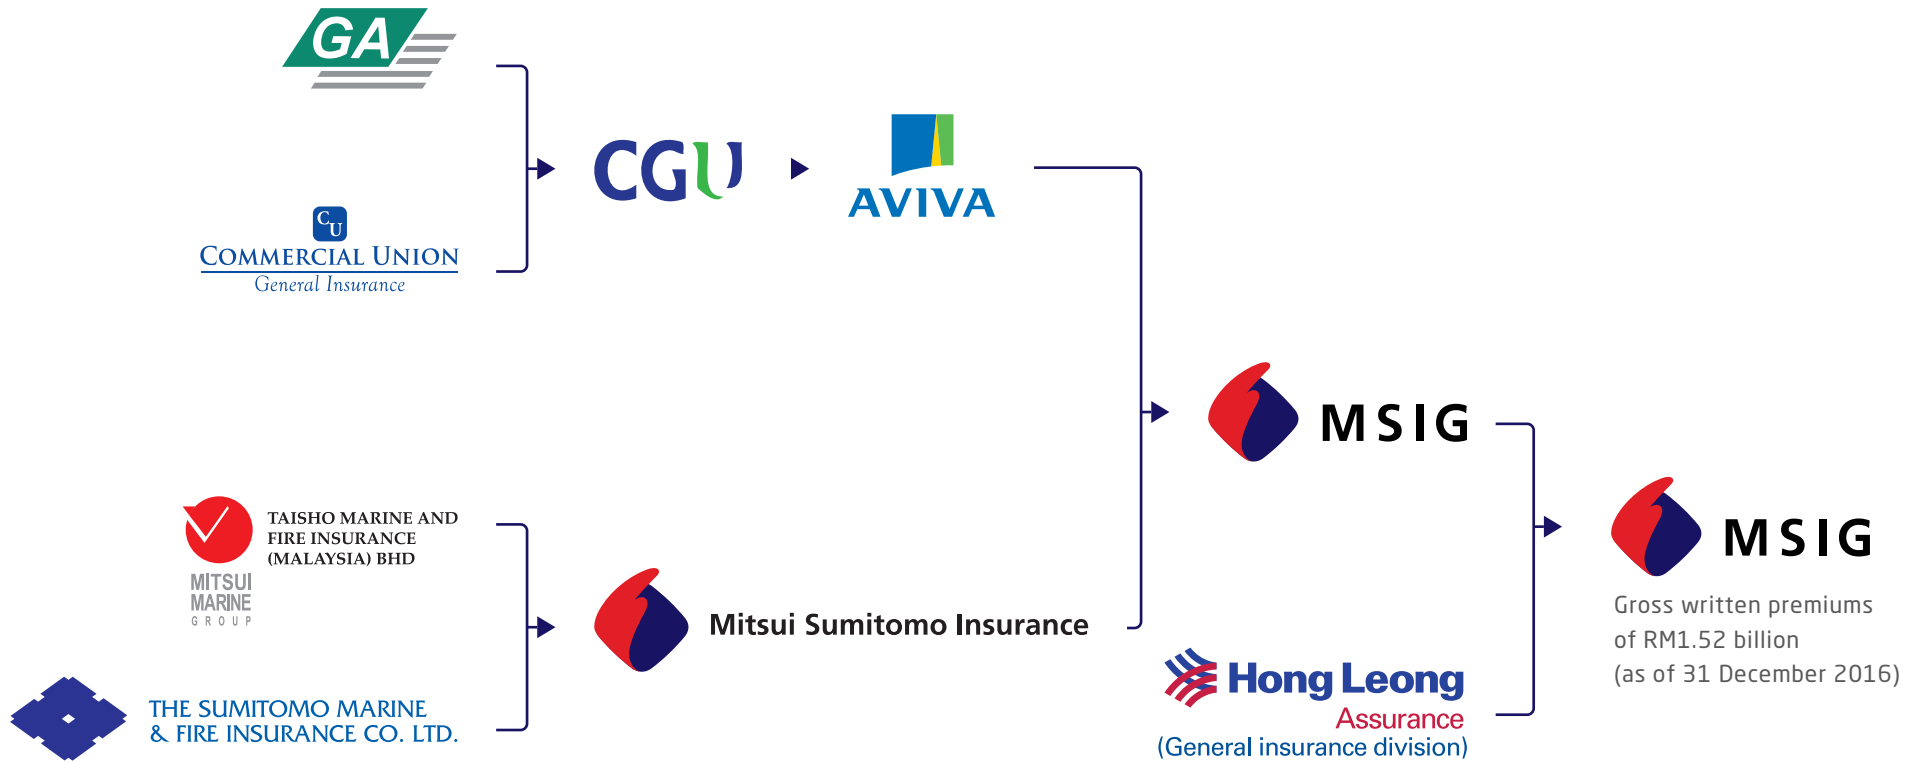 GA
CU
COMMERCIAL UNION
General Insurance
CGU
AVIVA
TAISHO MARINE AND
FIRE INSURANCE
(MALAYSIA) BHD
MITSUI
MARINE
GROUP
THE SUMITOMO MARINE
& FIRE INSURANCE CO. LTD.
Mitsui Sumitomo Insurance
MSIG
Hong Leong
Assurance
(General insurance division)
MSIG
Gross written premiums
of RM1.52 billion
(as of 31 December 2016)